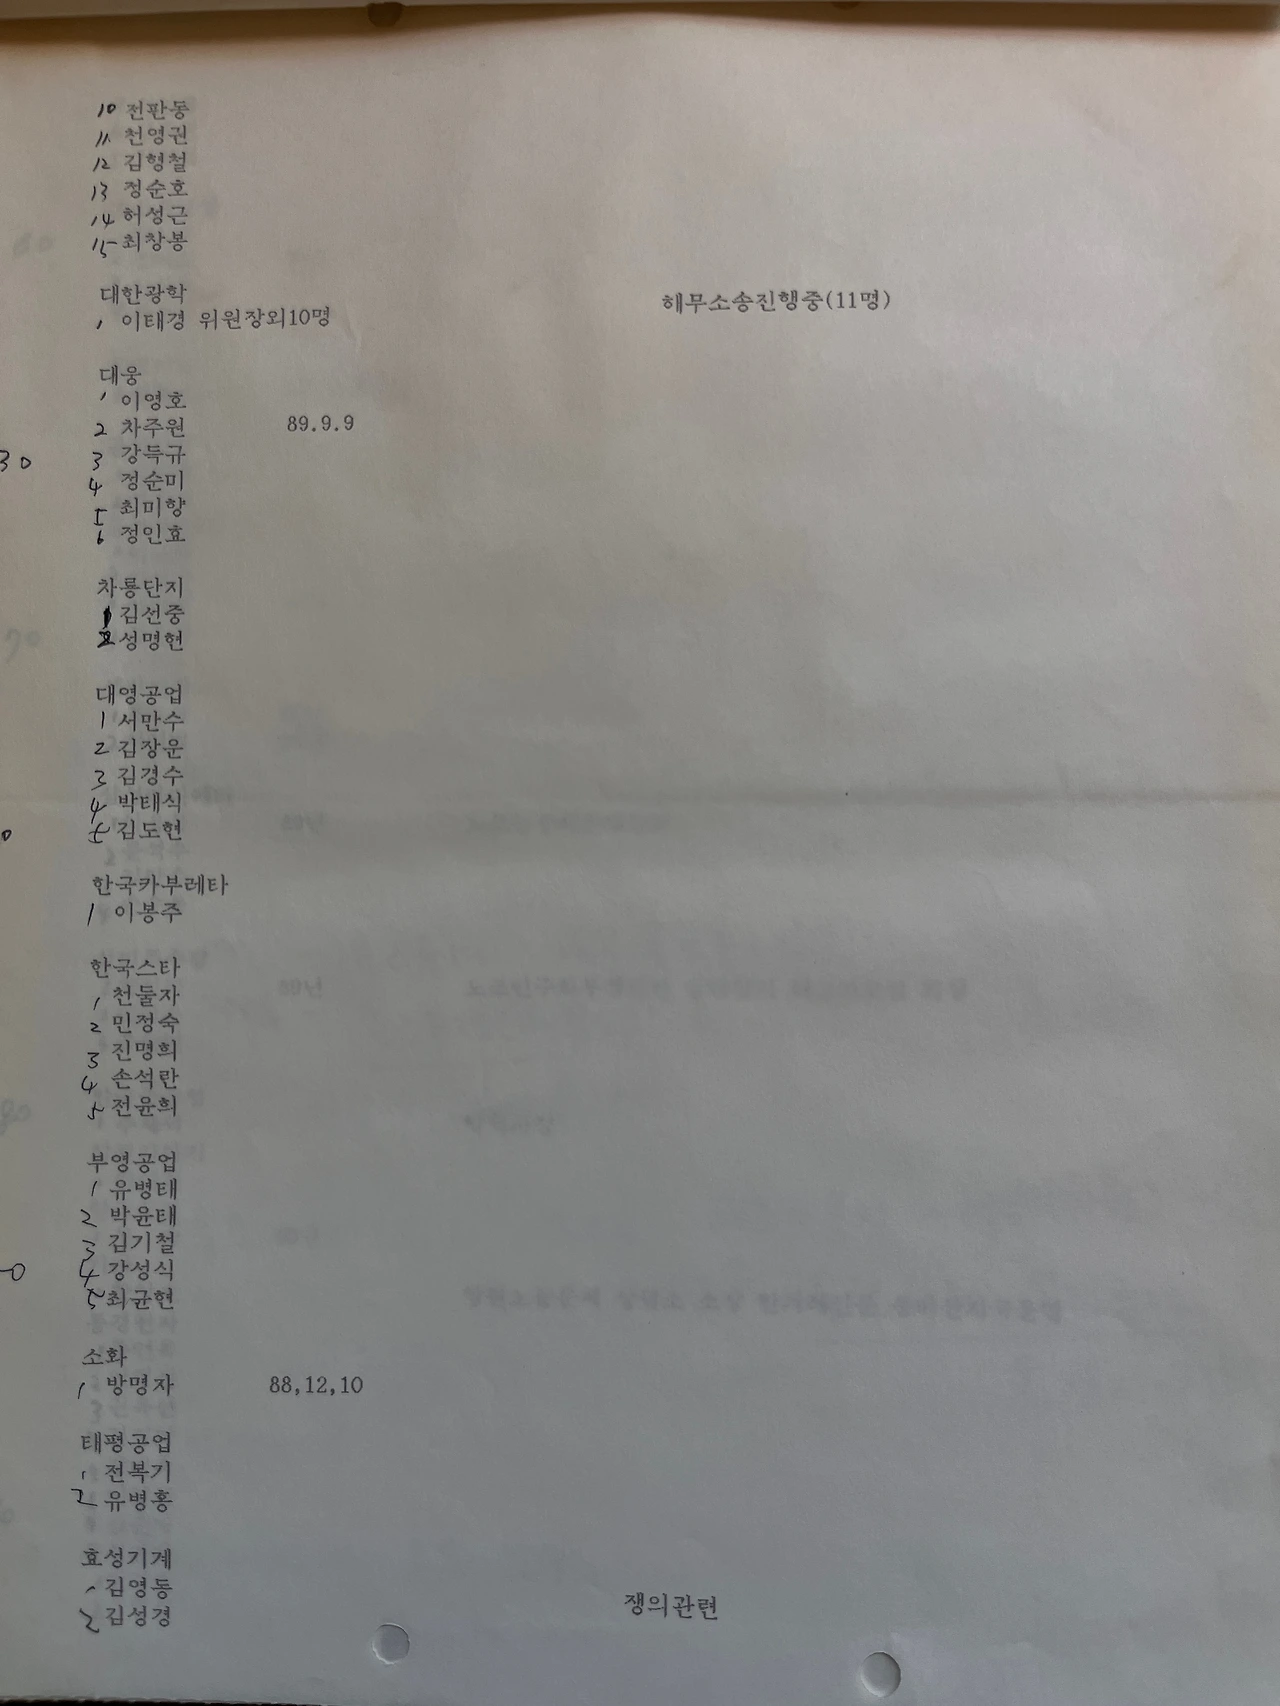 10 전판동
11 천영권
12 김형철
13 정순호
14 허성근
15 최창봉
대한광학
1 이태경 위원장외10명 해무소송진행중(11명)
대웅
1 이영호
2 차주원 89.9.9
30 3 강득규
4 정순미
5 최미향
6 정인효
차룡단지
1 김선중
2 성명현
대영공업
1 서만수
2 김장운
3 김경수
4 박태식
0 5 김도현
한국카부레타
1 이봉주
한국스타
1 천둘자
2 민정숙
3 진명희
4 손석란
5 전윤희
부영공업
1 유병태
2 박윤태
3 김기철
0 4 강성식
5 최균현
소화
1 방명자 88,12,10
태평공업
1 전복기
2 유병홍
효성기계
1 김영동 쟁의관련
2 김성경